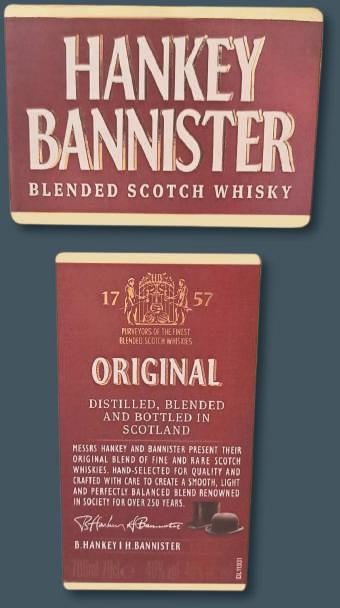 HANKEY
BANNISTER
BLENDED SCOTCH WHISKY
17 57
PURVEYORS OF THE FINEST
BLENDED SCOTCH WHISKIES
ORIGINAL
DISTILLED, BLENDED
AND BOTTLED IN
SCOTLAND
MESSRS HANKEY AND BANNISTER PRESENT THEIR
ORIGINAL BLEND OF FINE AND RARE SCOTCH
WHISKIES. HAND-SELECTED FOR QUALITY AND
CRAFTED WITH CARE TO CREATE A SMOOTH, LIGHT
AND PERFECTLY BALANCED BLEND RENOWNED
IN SOCIETY FOR OVER 250 YEARS.
B.Hankey H.Bannister
B.HANKEY I H.BANNISTER